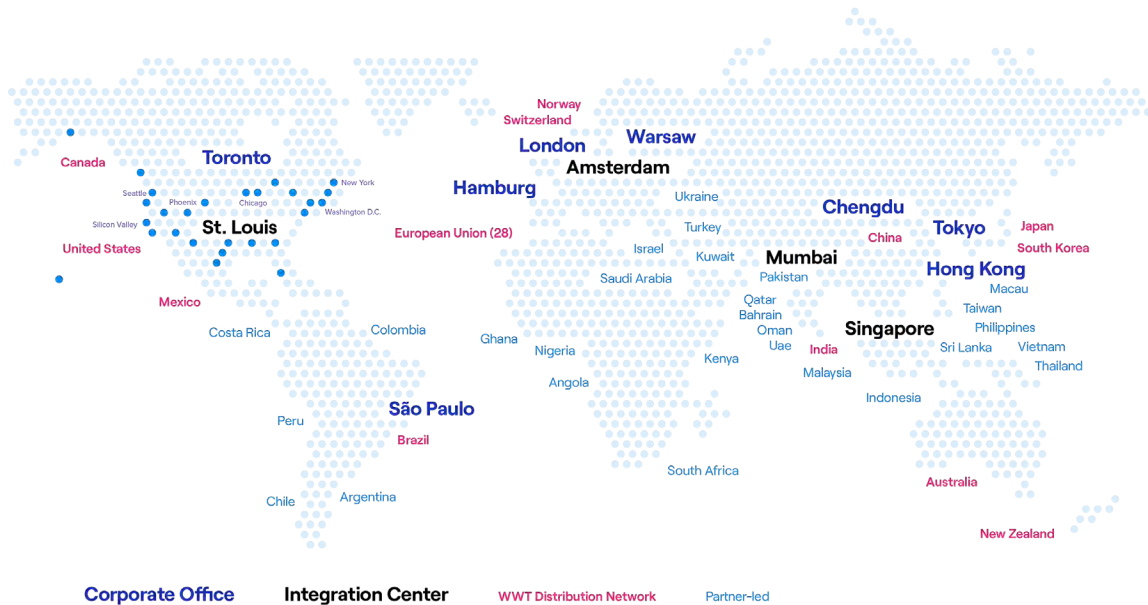 Norway
Switzerland
London
Warsaw
Amsterdam
Canada
Toronto
Hamburg
New York
Seattle
Phoenix
Chicago
Washington D.C.
Ukraine
Chengdu
Silicon Valley
St. Louis
European Union (28)
Turkey
Tokyo
Japan
China
United States
Israel
Kuwait
Mumbai
South Korea
Saudi Arabia
Pakistan
Hong Kong
Macau
Mexico
Qatar
Bahrain
Taiwan
Costa Rica
Colombia
Ghana
Oman
Singapore
Philippines
Nigeria
Uae
India
Sri Lanka
Vietnam
Kenya
Thailand
Angola
Malaysia
Indonesia
São Paulo
Peru
Brazil
South Africa
Australia
Chile
Argentina
New Zealand
Corporate Office
Integration Center
WWT Distribution Network
Partner-led